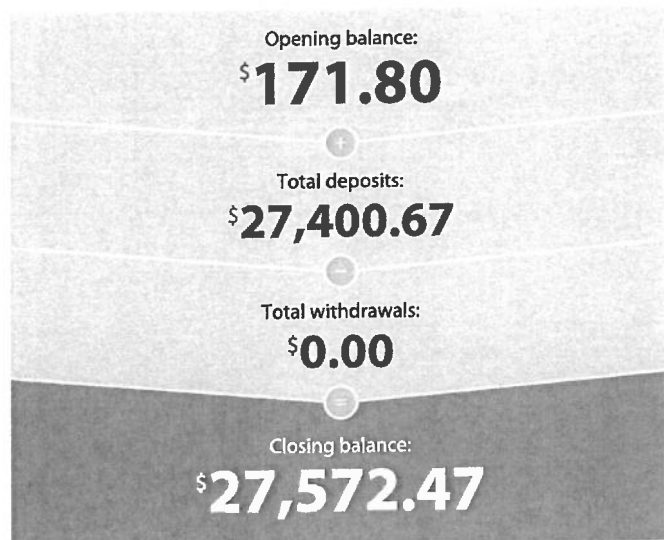 Opening balance:
$171.80
+
Total deposits:
$27,400.67
−
Total withdrawals:
$0.00
=
Closing balance:
$27,572.47